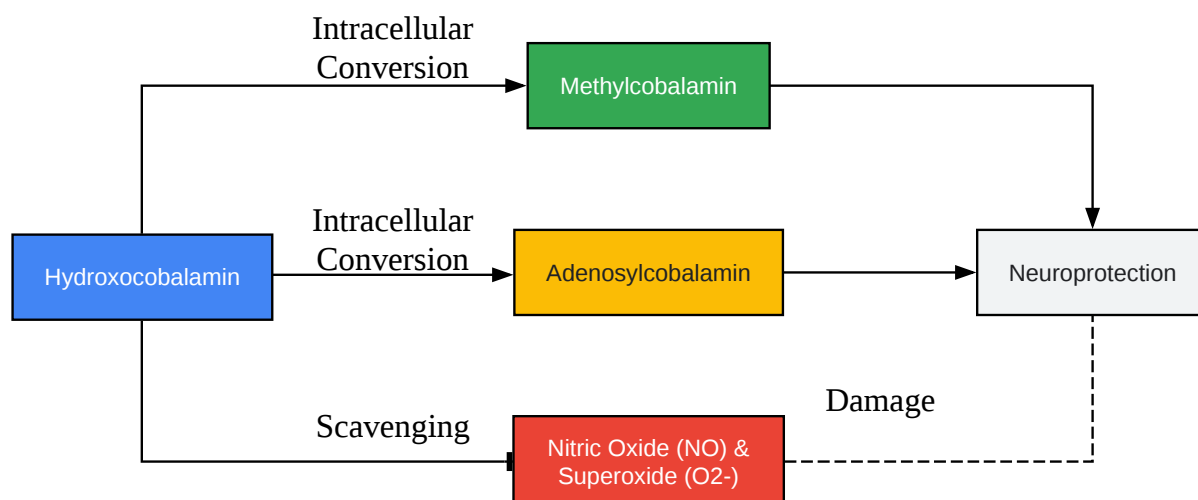 Intracellular
Conversion
Methylcobalamin
Intracellular
Conversion
Hydroxocobalamin
Adenosylcobalamin
Neuroprotection
Damage
Scavenging
Nitric Oxide (NO) &
Superoxide (O2-)